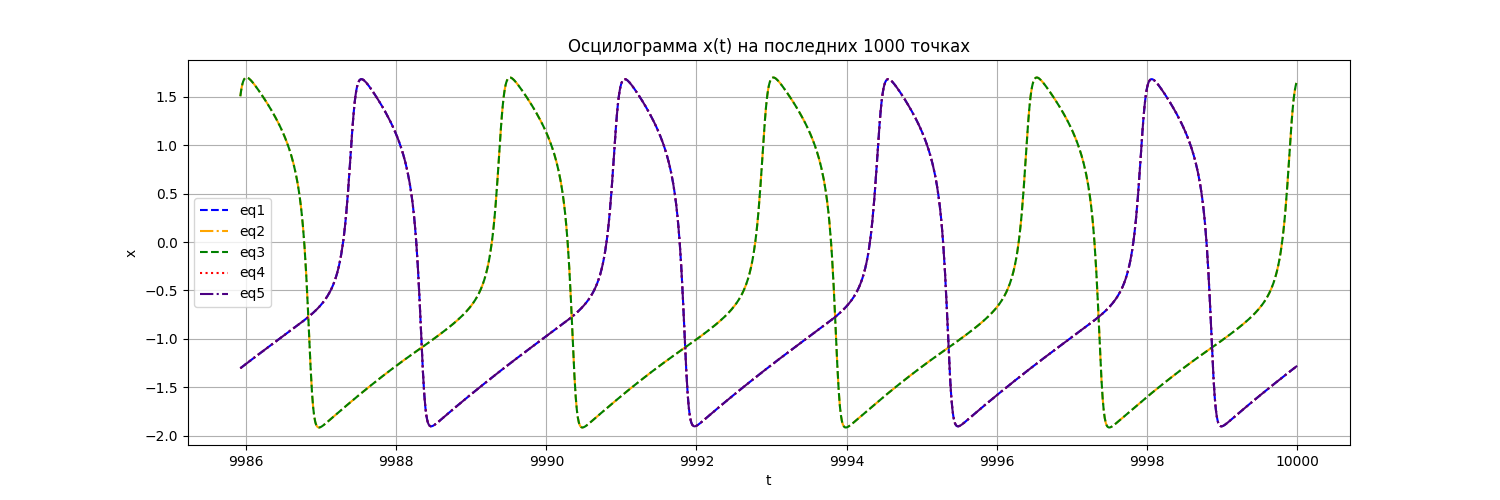 Осцилограмма x(t) на последних 1000 точках
x
1.5
1.0
0.5
0.0
−0.5
−1.0
−1.5
−2.0
eq1
eq2
eq3
eq4
eq5
9986 9988 9990 9992 9994 9996 9998 10000
t